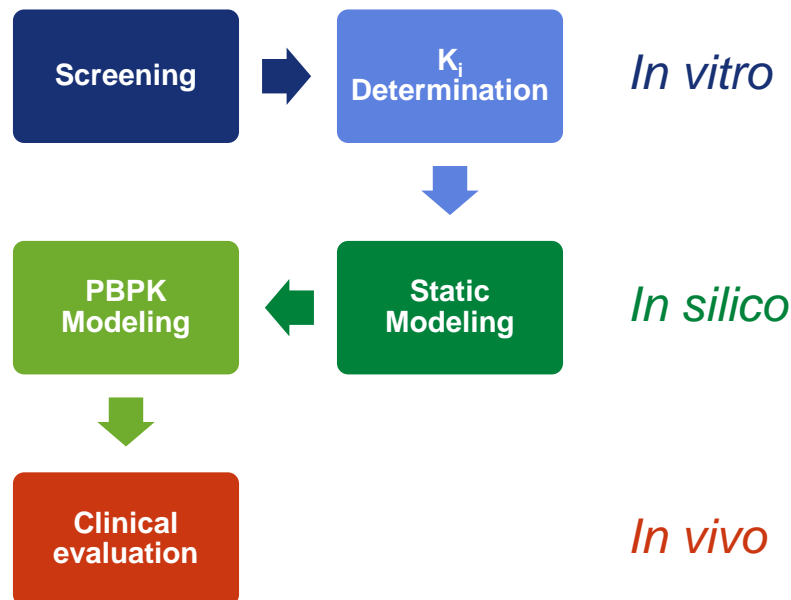 Screening
Kᵢ
Determination
In vitro
PBPK
Modeling
Static
Modeling
In silico
Clinical
evaluation
In vivo